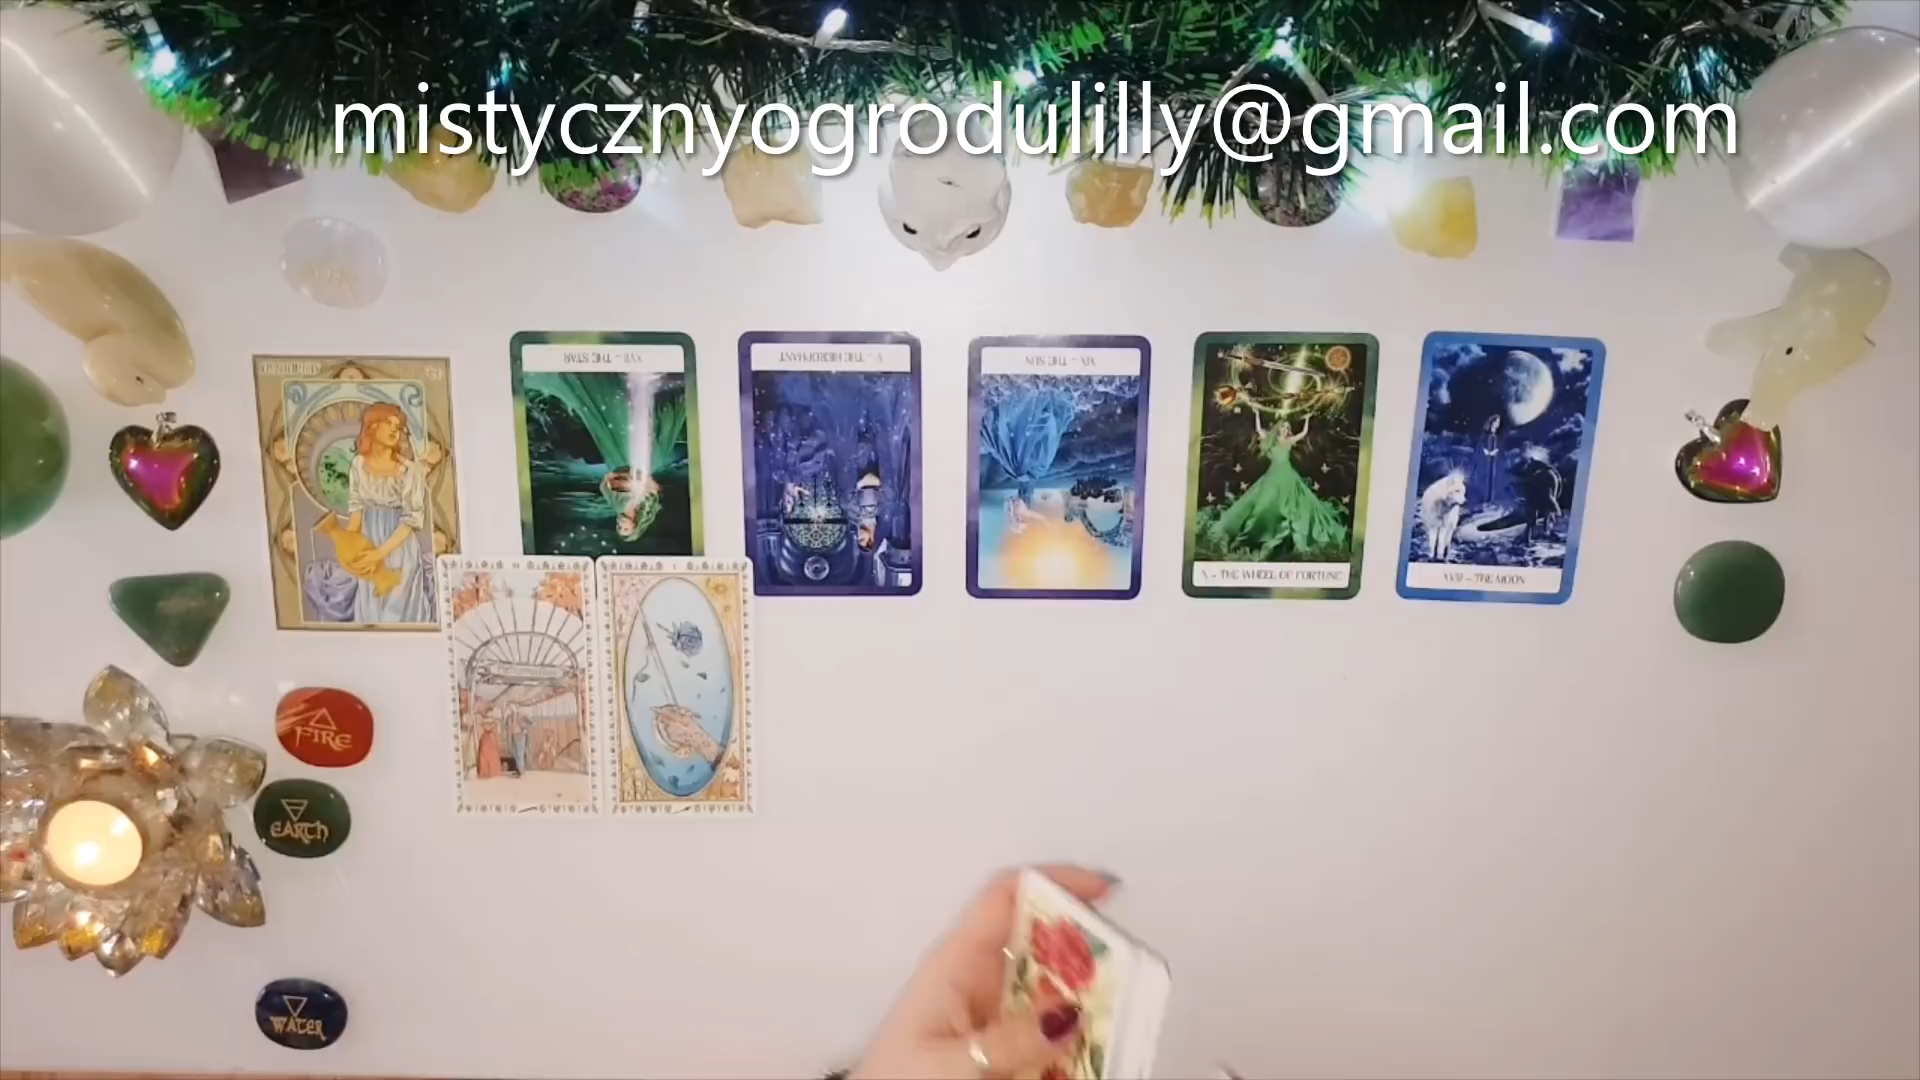 mistycznyogrodulilly@gmail.com
XVII – THE STAR
V – THE HIEROPHANT
XIX – THE SUN
X – THE WHEEL OF FORTUNE
XVIII – THE MOON
FIRE
EARTH
WATER